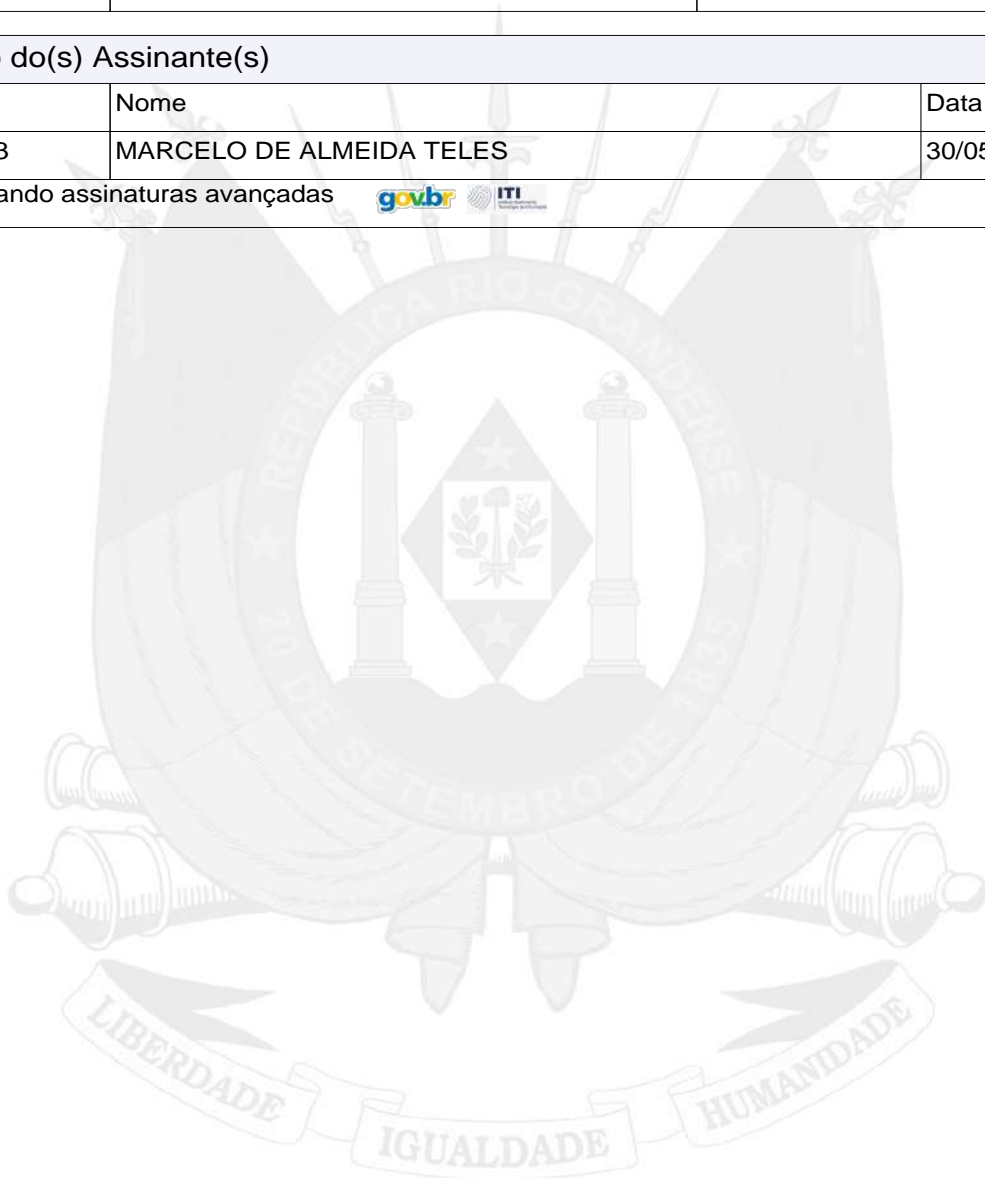 do(s) Assinante(s)
Nome Data
3 MARCELO DE ALMEIDA TELES 30/05
ando assinaturas avançadas gov.br ITI
REPÚBLICA RIO-GRANDENSE
20 DE SETEMBRO DE 1835
LIBERDADE
IGUALDADE
HUMANIDADE